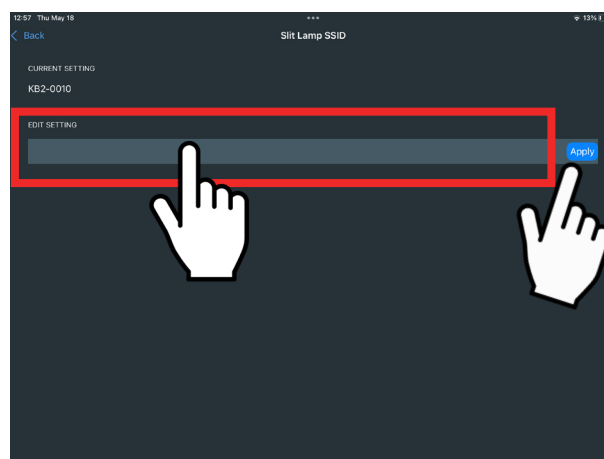 12:57 Thu May 18
13%
Back
Slit Lamp SSID
CURRENT SETTING
KB2-0010
EDIT SETTING
Apply